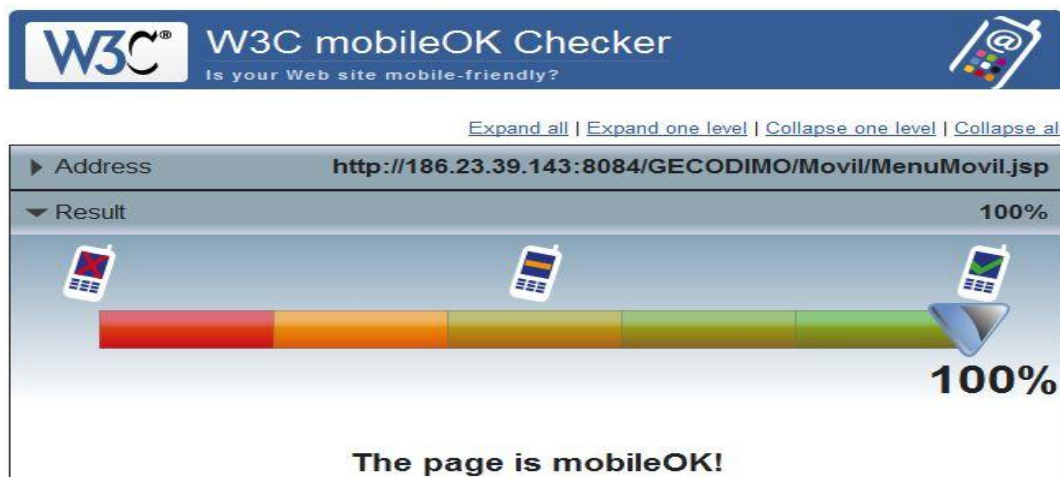 W3C® W3C mobileOK Checker
Is your Web site mobile-friendly?
Expand all | Expand one level | Collapse one level | Collapse al
Address http://186.23.39.143:8084/GECODIMO/Movil/MenuMovil.jsp
Result 100%
100%
The page is mobileOK!